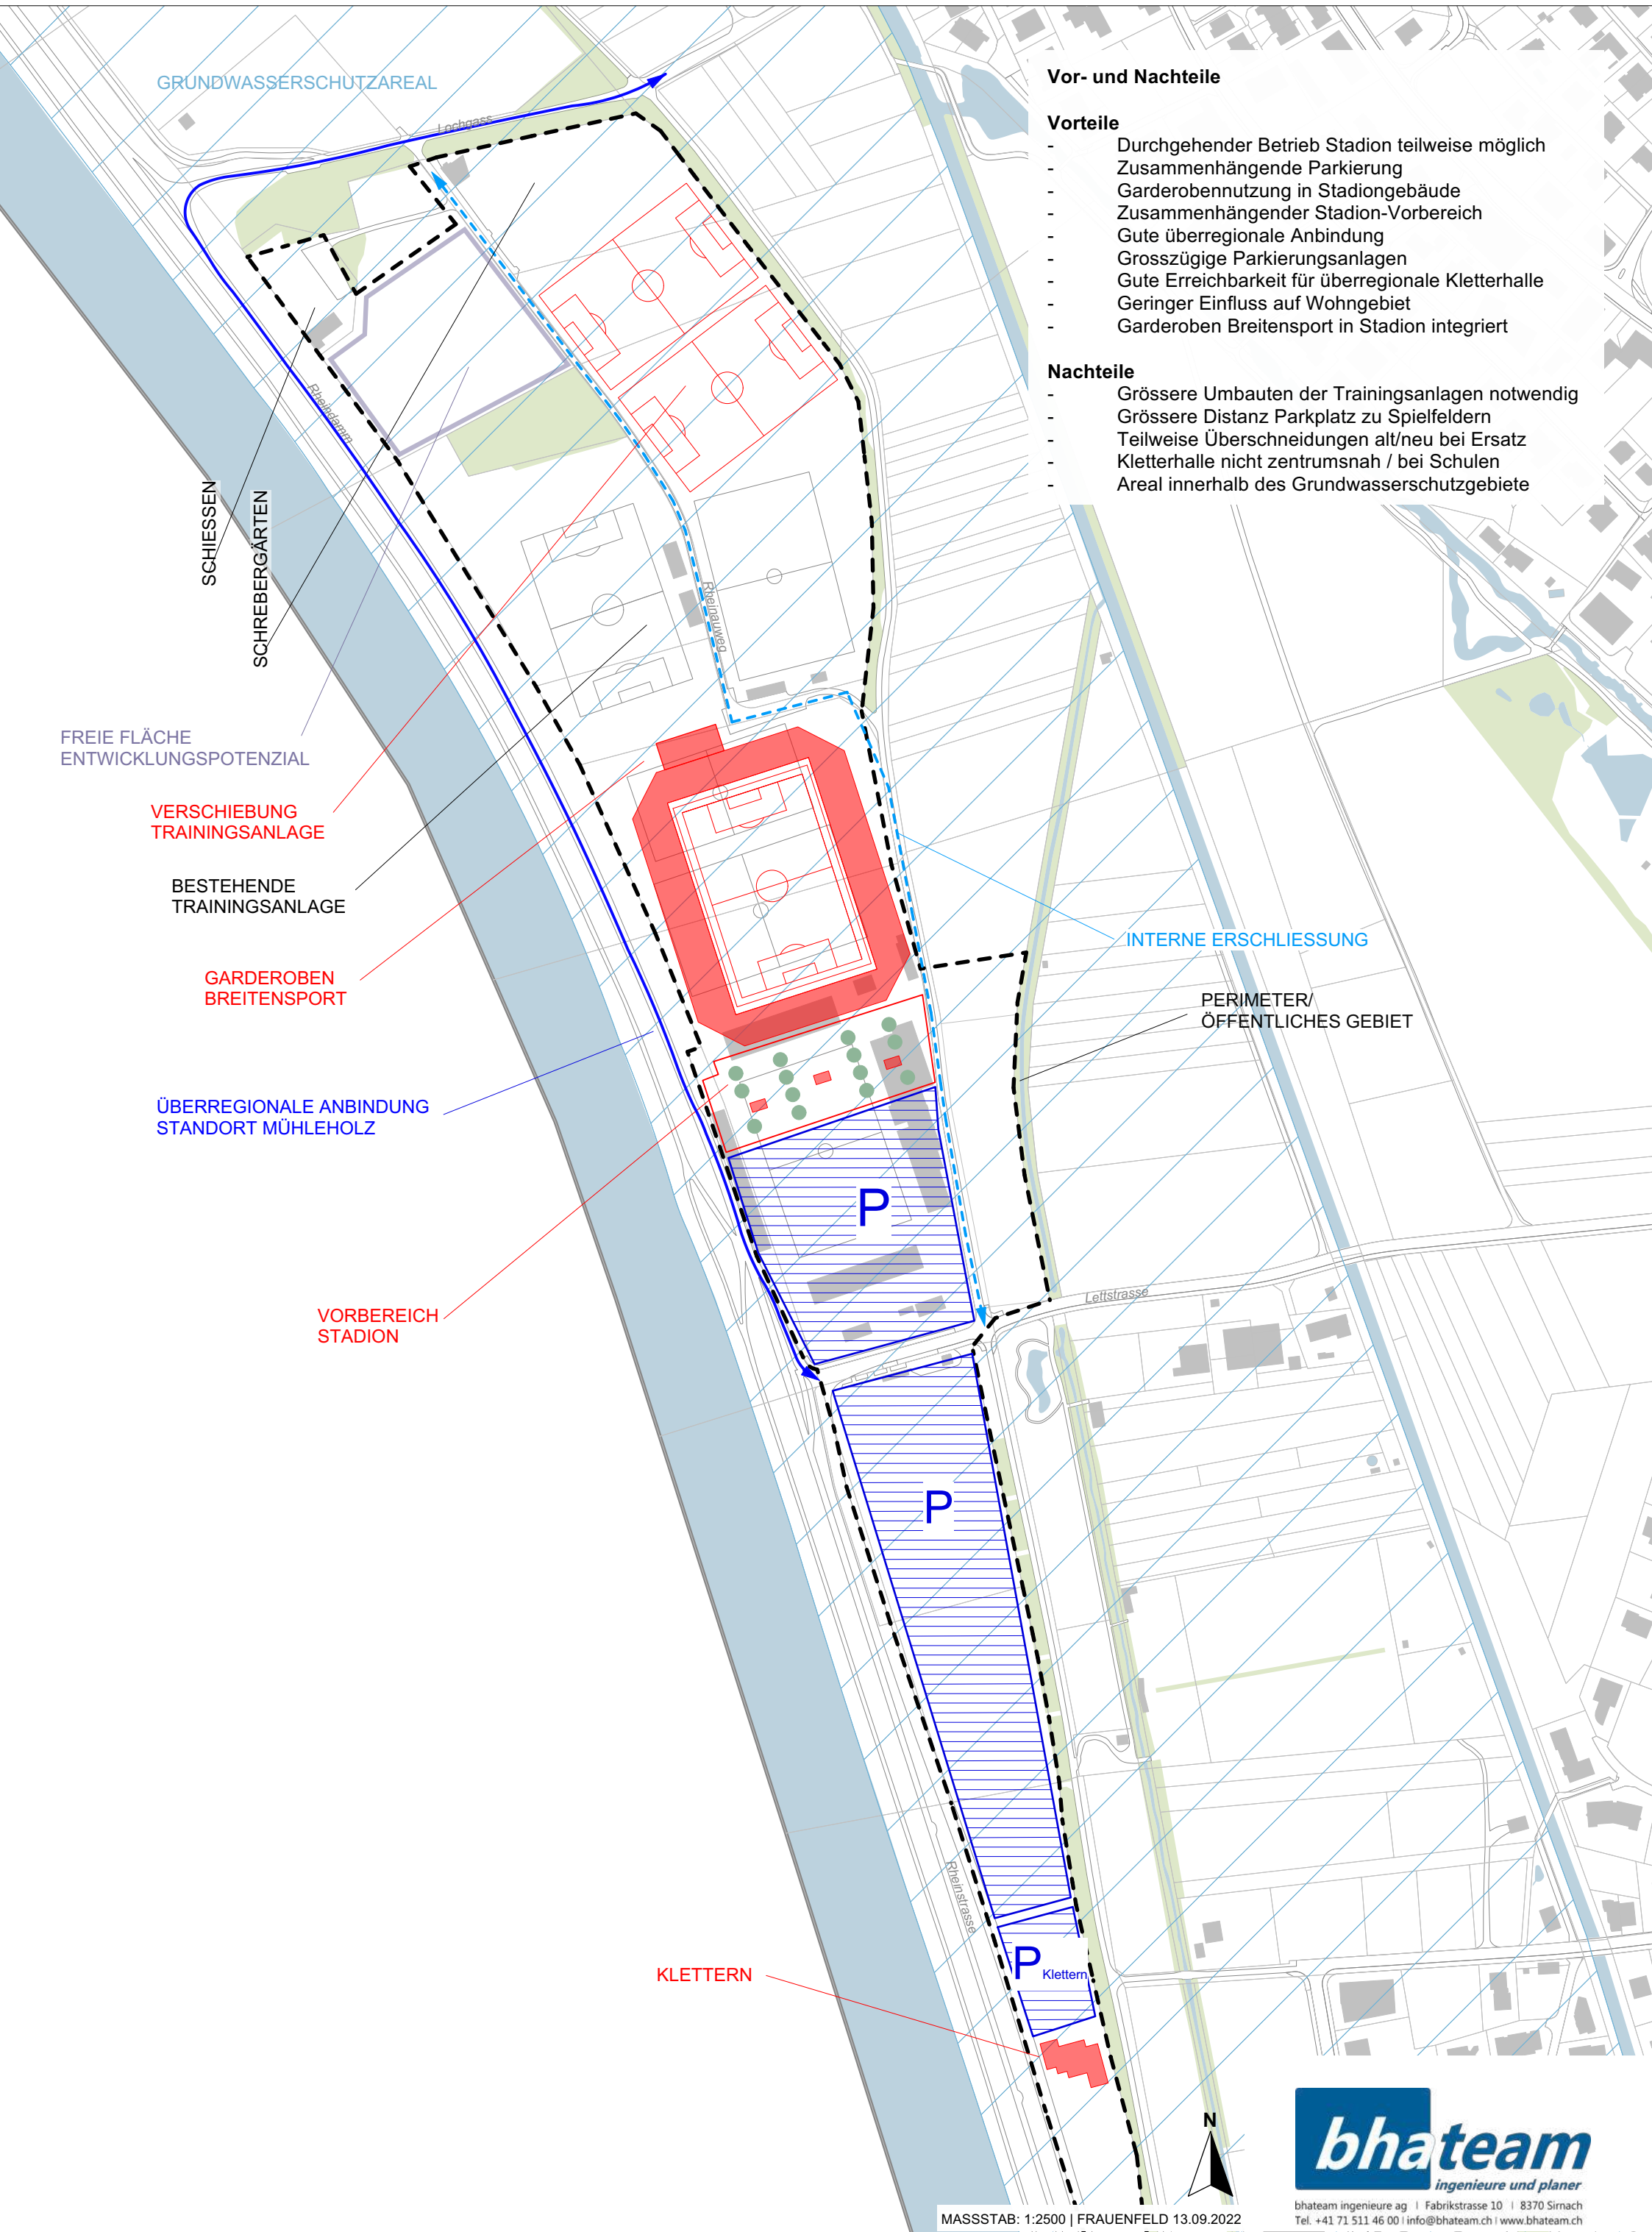 GRUNDWASSERSCHUTZAREAL
Lochgass
Vor- und Nachteile
Vorteile
- Durchgehender Betrieb Stadion teilweise möglich
- Zusammenhängende Parkierung
- Garderobennutzung in Stadiongebäude
- Zusammenhängender Stadion-Vorbereich
- Gute überregionale Anbindung
- Grosszügige Parkierungsanlagen
- Gute Erreichbarkeit für überregionale Kletterhalle
- Geringer Einfluss auf Wohngebiet
- Garderoben Breitensport in Stadion integriert
Nachteile
- Grössere Umbauten der Trainingsanlagen notwendig
- Grössere Distanz Parkplatz zu Spielfeldern
- Teilweise Überschneidungen alt/neu bei Ersatz
- Kletterhalle nicht zentrumsnah / bei Schulen
- Areal innerhalb des Grundwasserschutzgebiete
Rheindamm
SCHIESSEN
SCHREBERGÄRTEN
Rheinauweg
FREIE FLÄCHE
ENTWICKLUNGSPOTENZIAL
VERSCHIEBUNG
TRAININGSANLAGE
BESTEHENDE
TRAININGSANLAGE
GARDEROBEN
BREITENSPORT
INTERNE ERSCHLIESSUNG
PERIMETER/
ÖFFENTLICHES GEBIET
ÜBERREGIONALE ANBINDUNG
STANDORT MÜHLEHOLZ
P
Lettstrasse
VORBEREICH
STADION
P
Rheinstrasse
P Klettern
KLETTERN
N
MASSSTAB: 1:2500 | FRAUENFELD 13.09.2022
bhateam
ingenieure und planer
bhateam ingenieure ag | Fabrikstrasse 10 | 8370 Sirnach
Tel. +41 71 511 46 00 | info@bhateam.ch | www.bhateam.ch